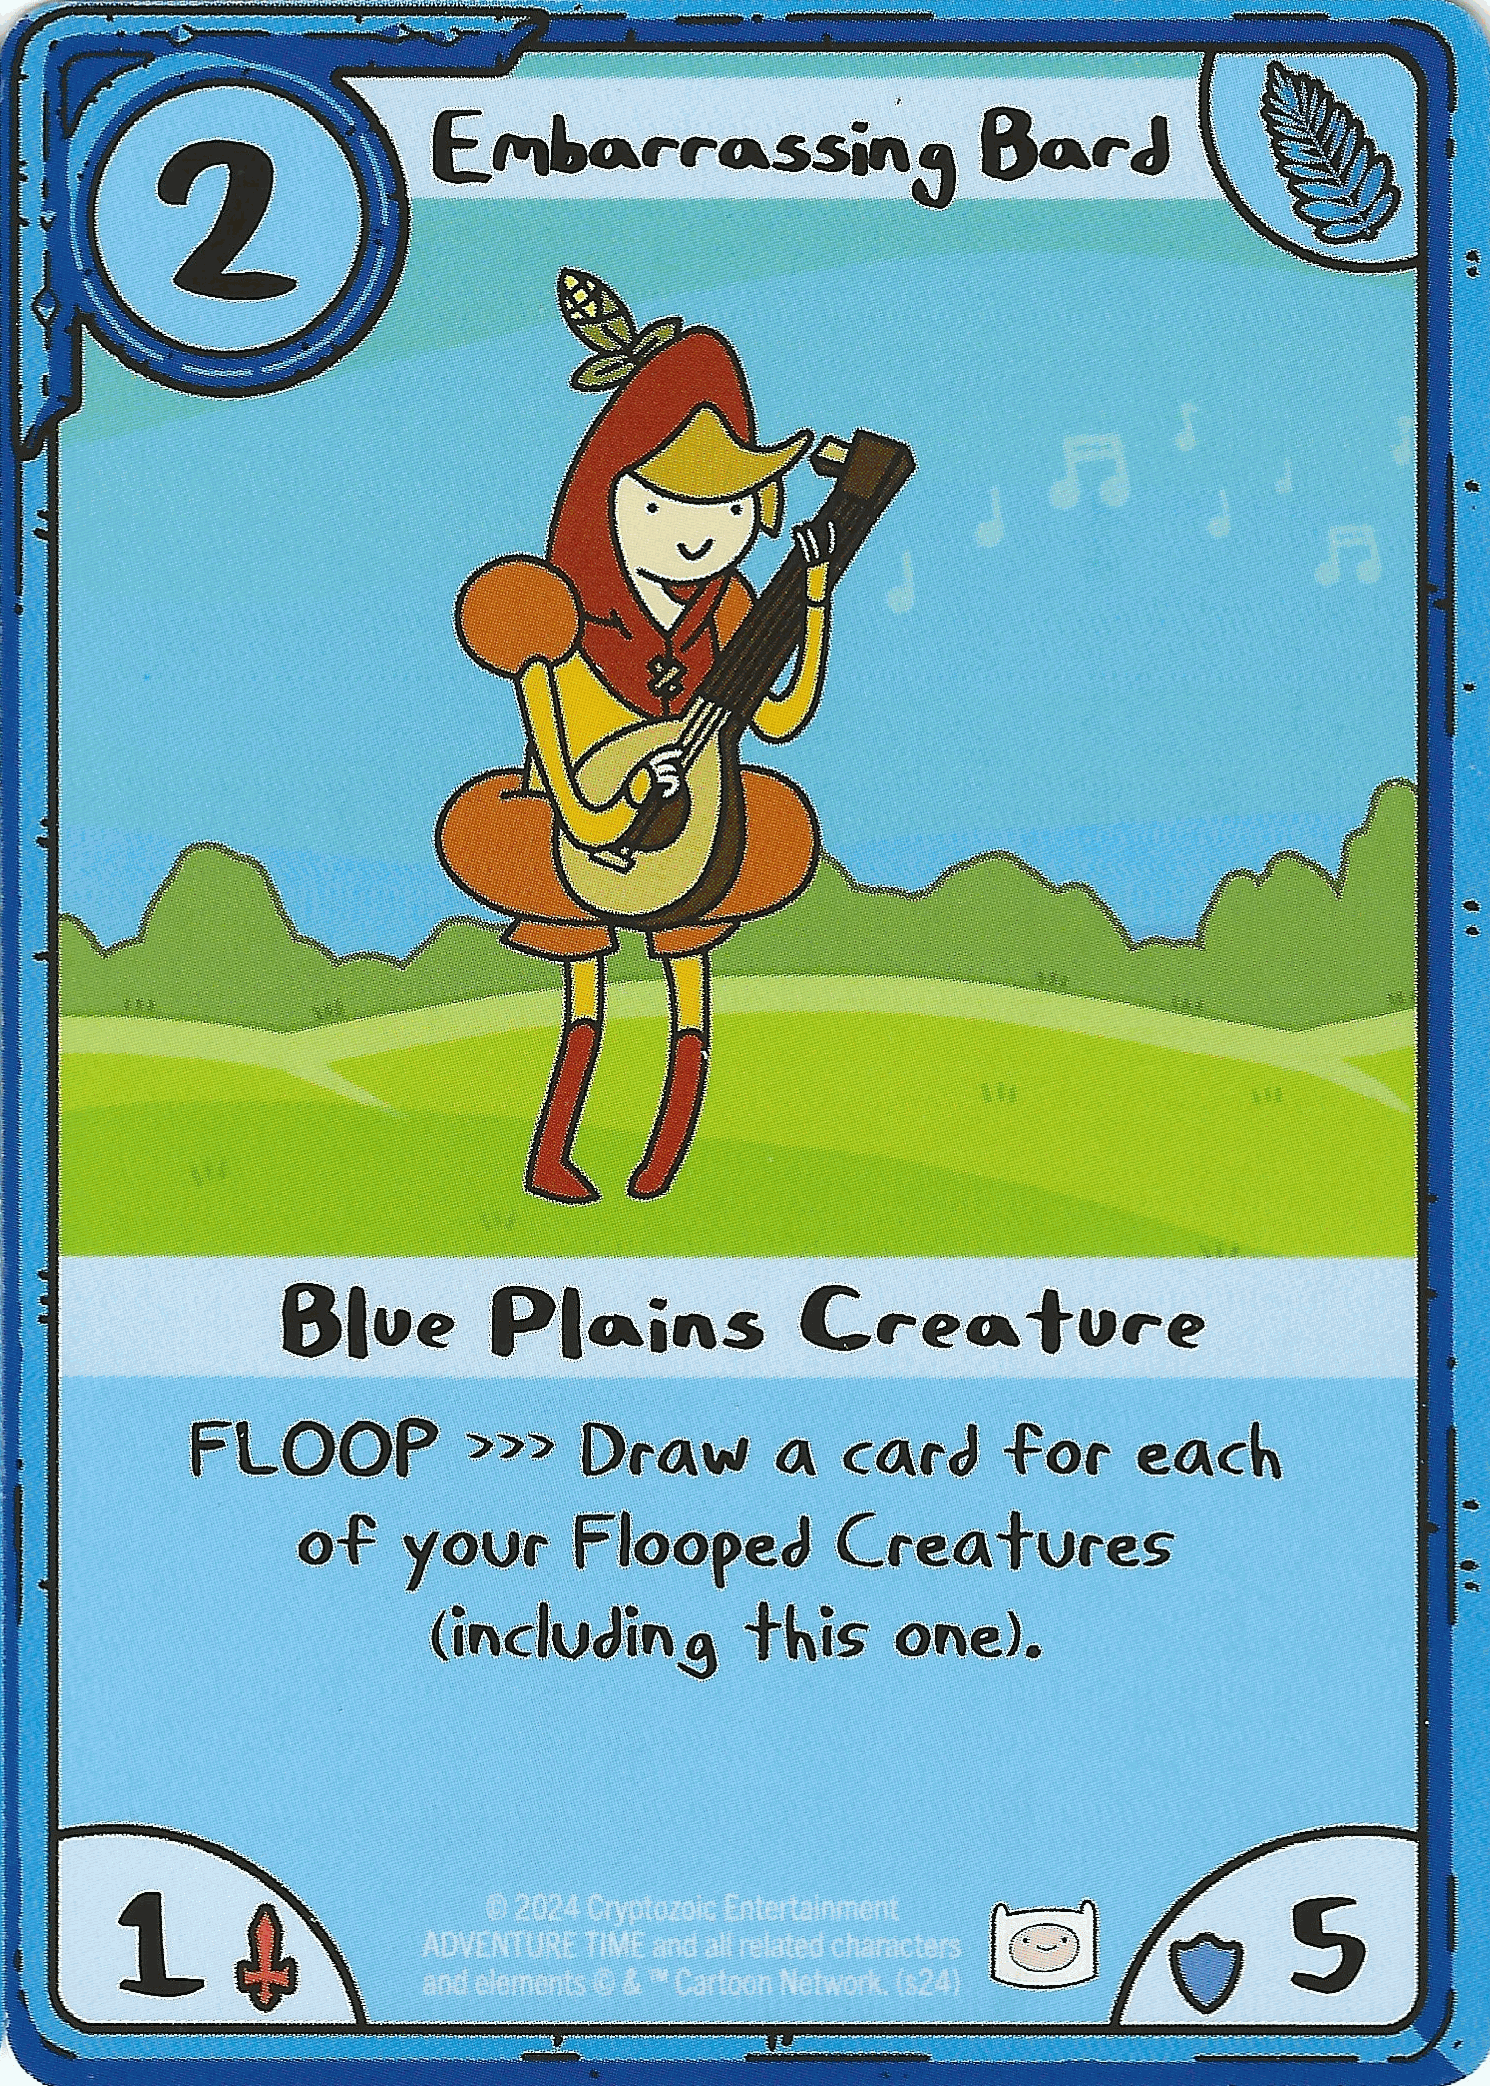 2
Embarrassing Bard
Blue Plains Creature
FLOOP >>> Draw a card for each
of your Flooped Creatures
(including this one).
1
© 2024 Cryptozoic Entertainment
ADVENTURE TIME and all related characters
and elements © & ™ Cartoon Network. (s24)
5